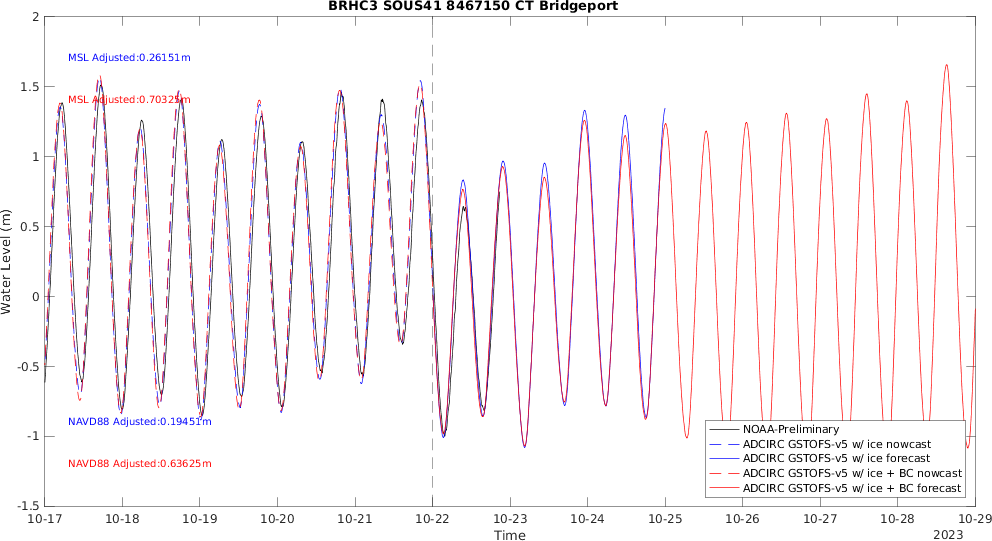 BRHC3 SOUS41 8467150 CT Bridgeport
2
1.5
1
0.5
0
-0.5
-1
-1.5
Water Level (m)
MSL Adjusted:0.26151m
MSL Adjusted:0.70325m
NAVD88 Adjusted:0.19451m
NAVD88 Adjusted:0.63625m
NOAA-Preliminary
ADCIRC GSTOFS-v5 w/ ice nowcast
ADCIRC GSTOFS-v5 w/ ice forecast
ADCIRC GSTOFS-v5 w/ ice + BC nowcast
ADCIRC GSTOFS-v5 w/ ice + BC forecast
10-17 10-18 10-19 10-20 10-21 10-22 10-23 10-24 10-25 10-26 10-27 10-28 10-29
Time
2023